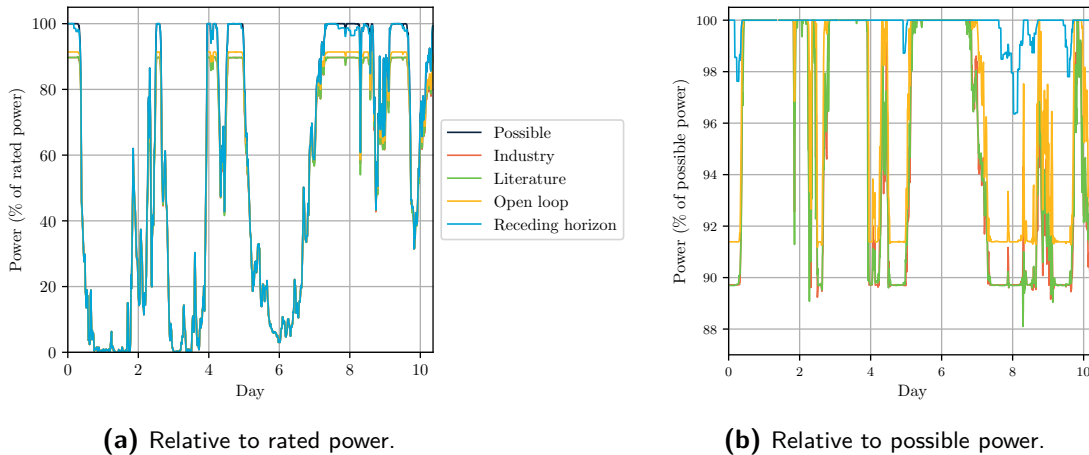 100
80
60
40
20
0
Power (% of rated power)
0 2 4 6 8 10
Day
Possible
Industry
Literature
Open loop
Receding horizon
100
98
96
94
92
90
88
Power (% of possible power)
0 2 4 6 8 10
Day
(a) Relative to rated power.
(b) Relative to possible power.